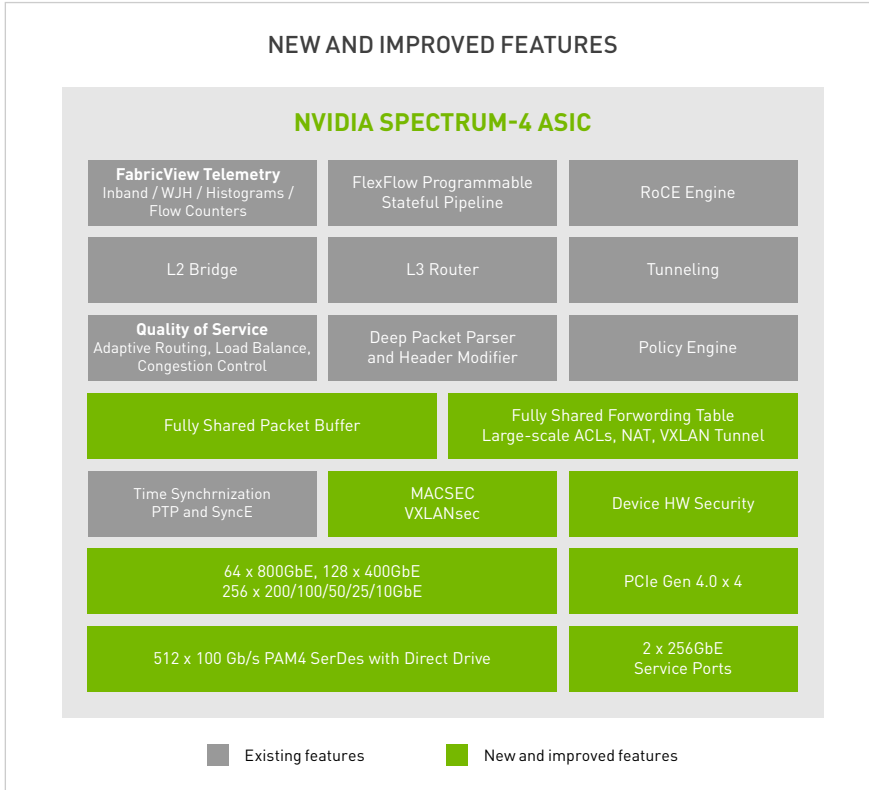 NEW AND IMPROVED FEATURES
NVIDIA SPECTRUM-4 ASIC
FabricView Telemetry
Inband / WJH / Histograms /
Flow Counters
FlexFlow Programmable
Stateful Pipeline
RoCE Engine
L2 Bridge
L3 Router
Tunneling
Quality of Service
Adaptive Routing, Load Balance,
Congestion Control
Deep Packet Parser
and Header Modifier
Policy Engine
Fully Shared Packet Buffer
Fully Shared Forwording Table
Large-scale ACLs, NAT, VXLAN Tunnel
Time Synchrnization
PTP and SyncE
MACSEC
VXLANsec
Device HW Security
64 x 800GbE, 128 x 400GbE
256 x 200/100/50/25/10GbE
PCIe Gen 4.0 x 4
512 x 100 Gb/s PAM4 SerDes with Direct Drive
2 x 256GbE
Service Ports
Existing features
New and improved features